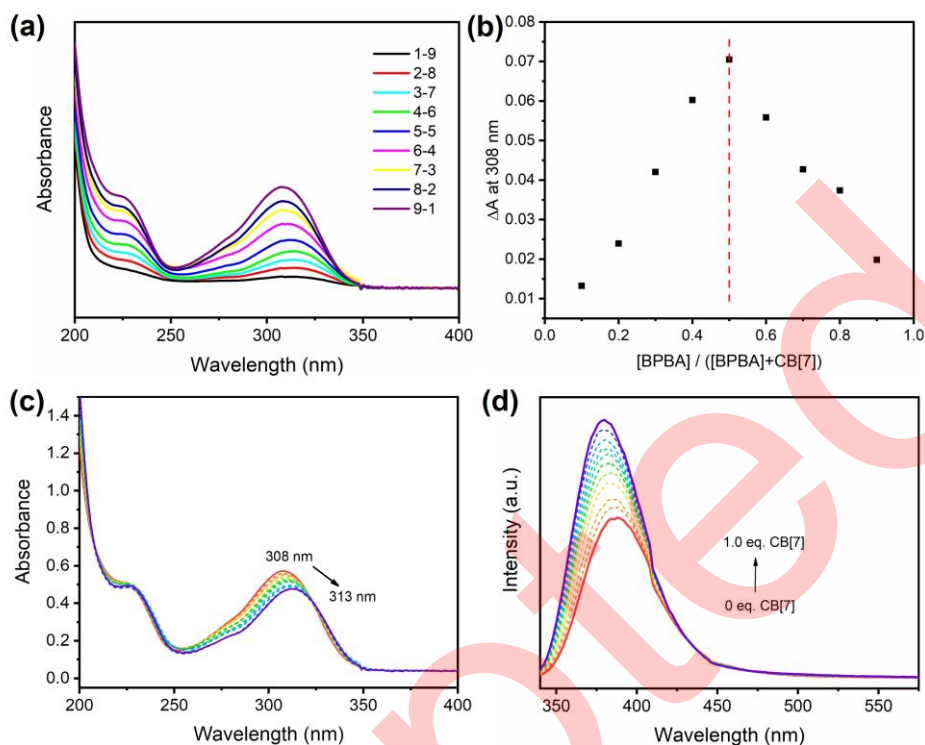 (a)
Absorbance
1-9
2-8
3-7
4-6
5-5
6-4
7-3
8-2
9-1
200 250 300 350 400
Wavelength (nm)
(b)
ΔA at 308 nm
0.07
0.06
0.05
0.04
0.03
0.02
0.01
0.0 0.2 0.4 0.6 0.8 1.0
[BPBA] / ([BPBA]+CB[7])
(c)
Absorbance
1.4
1.2
1.0
0.8
0.6
0.4
0.2
0.0
308 nm
313 nm
200 250 300 350 400
Wavelength (nm)
(d)
Intensity (a.u.)
1.0 eq. CB[7]
0 eq. CB[7]
350 400 450 500 550
Wavelength (nm)
nted